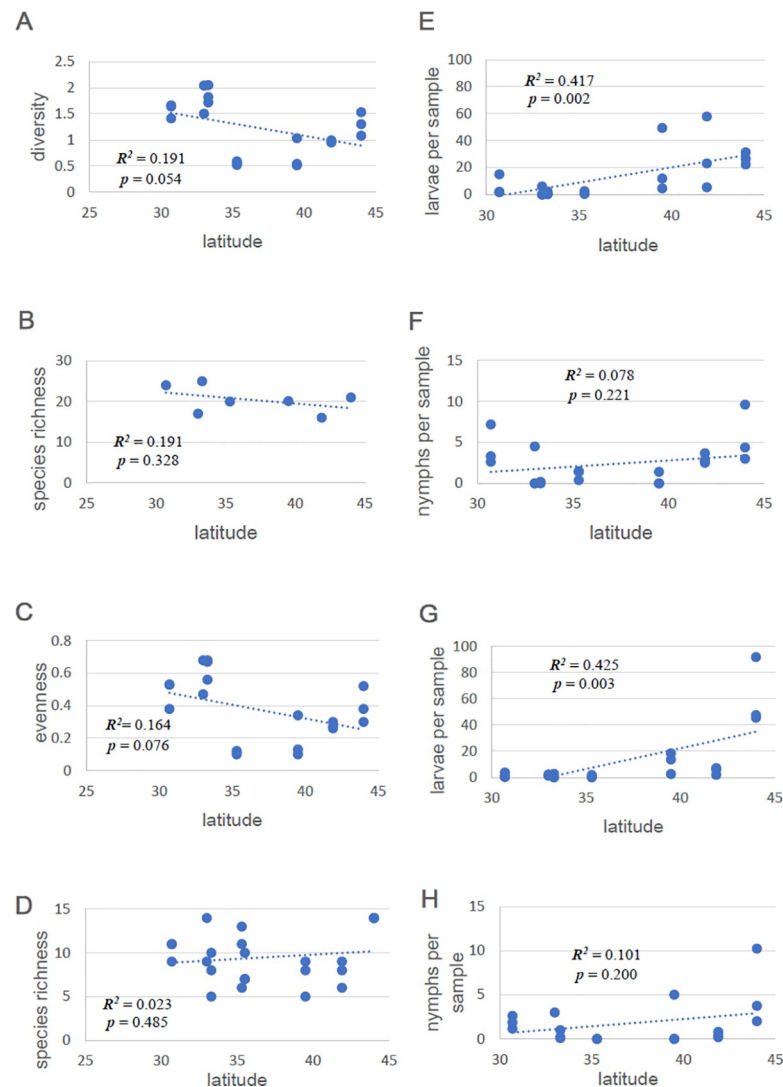 A
2.5
2
1.5
1
0.5
0
diversity
R² = 0.191
p = 0.054
25 30 35 40 45
latitude
B
30
20
10
0
species richness
R² = 0.191
p = 0.328
25 30 35 40 45
latitude
C
0.8
0.6
0.4
0.2
0
evenness
R² = 0.164
p = 0.076
25 30 35 40 45
latitude
D
15
10
5
0
species richness
R² = 0.023
p = 0.485
25 30 35 40 45
latitude
E
100
80
60
40
20
0
larvae per sample
R² = 0.417
p = 0.002
30 35 40 45
latitude
F
15
10
5
0
nymphs per sample
R² = 0.078
p = 0.221
30 35 40 45
latitude
G
100
80
60
40
20
0
larvae per sample
R² = 0.425
p = 0.003
30 35 40 45
latitude
H
15
10
5
0
nymphs per
sample
R² = 0.101
p = 0.200
30 35 40 45
latitude